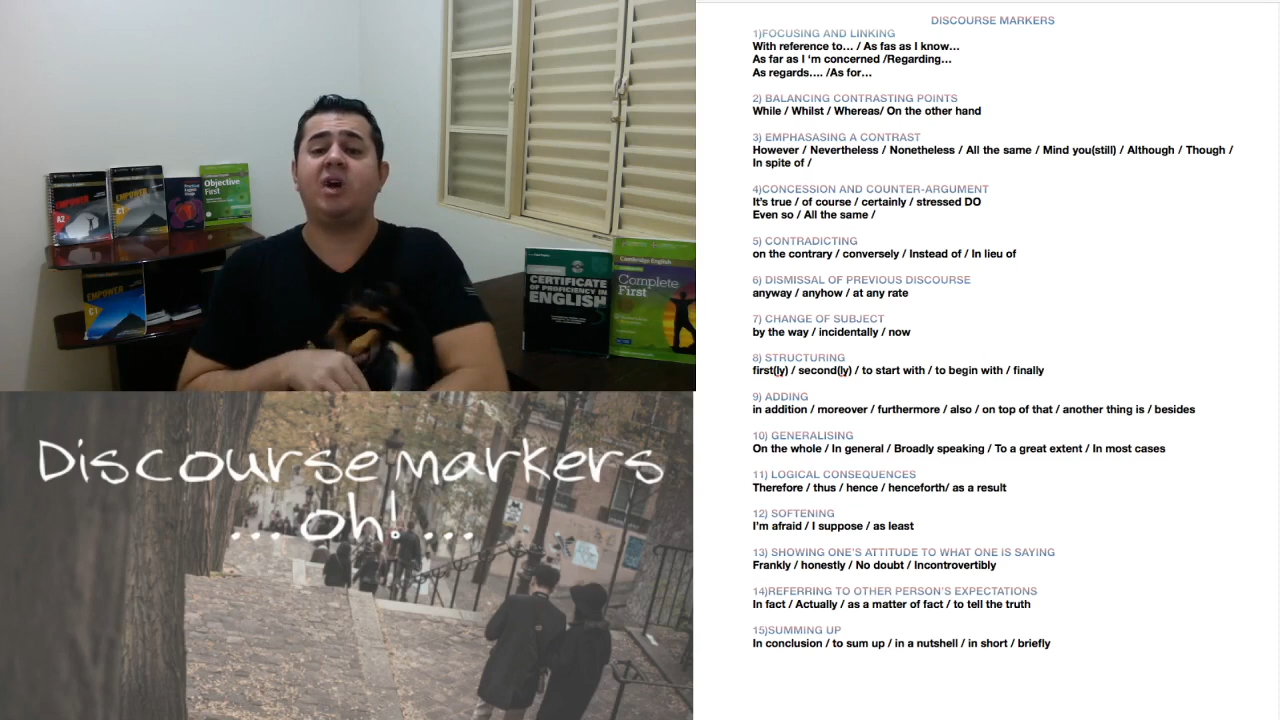 DISCOURSE MARKERS
1)FOCUSING AND LINKING
With reference to... / As fas as I know...
As far as I 'm concerned /Regarding...
As regards.... /As for...
2) BALANCING CONTRASTING POINTS
While / Whilst / Whereas/ On the other hand
3) EMPHASASING A CONTRAST
However / Nevertheless / Nonetheless / All the same / Mind you(still) / Although / Though /
In spite of /
4)CONCESSION AND COUNTER-ARGUMENT
It's true / of course / certainly / stressed DO
Even so / All the same /
5) CONTRADICTING
on the contrary / conversely / Instead of / In lieu of
6) DISMISSAL OF PREVIOUS DISCOURSE
anyway / anyhow / at any rate
7) CHANGE OF SUBJECT
by the way / incidentally / now
8) STRUCTURING
first(ly) / second(ly) / to start with / to begin with / finally
9) ADDING
in addition / moreover / furthermore / also / on top of that / another thing is / besides
10) GENERALISING
On the whole / In general / Broadly speaking / To a great extent / In most cases
11) LOGICAL CONSEQUENCES
Therefore / thus / hence / henceforth/ as a result
12) SOFTENING
I'm afraid / I suppose / as least
13) SHOWING ONE'S ATTITUDE TO WHAT ONE IS SAYING
Frankly / honestly / No doubt / Incontrovertibly
14)REFERRING TO OTHER PERSON'S EXPECTATIONS
In fact / Actually / as a matter of fact / to tell the truth
15)SUMMING UP
In conclusion / to sum up / in a nutshell / in short / briefly
EMPOWER
A2
EMPOWER
C1
Objective
First
EMPOWER
C1
CERTIFICATE
OF PROFICIENCY IN
ENGLISH
Cambridge English
Complete
First
Discourse markers
... oh! ...